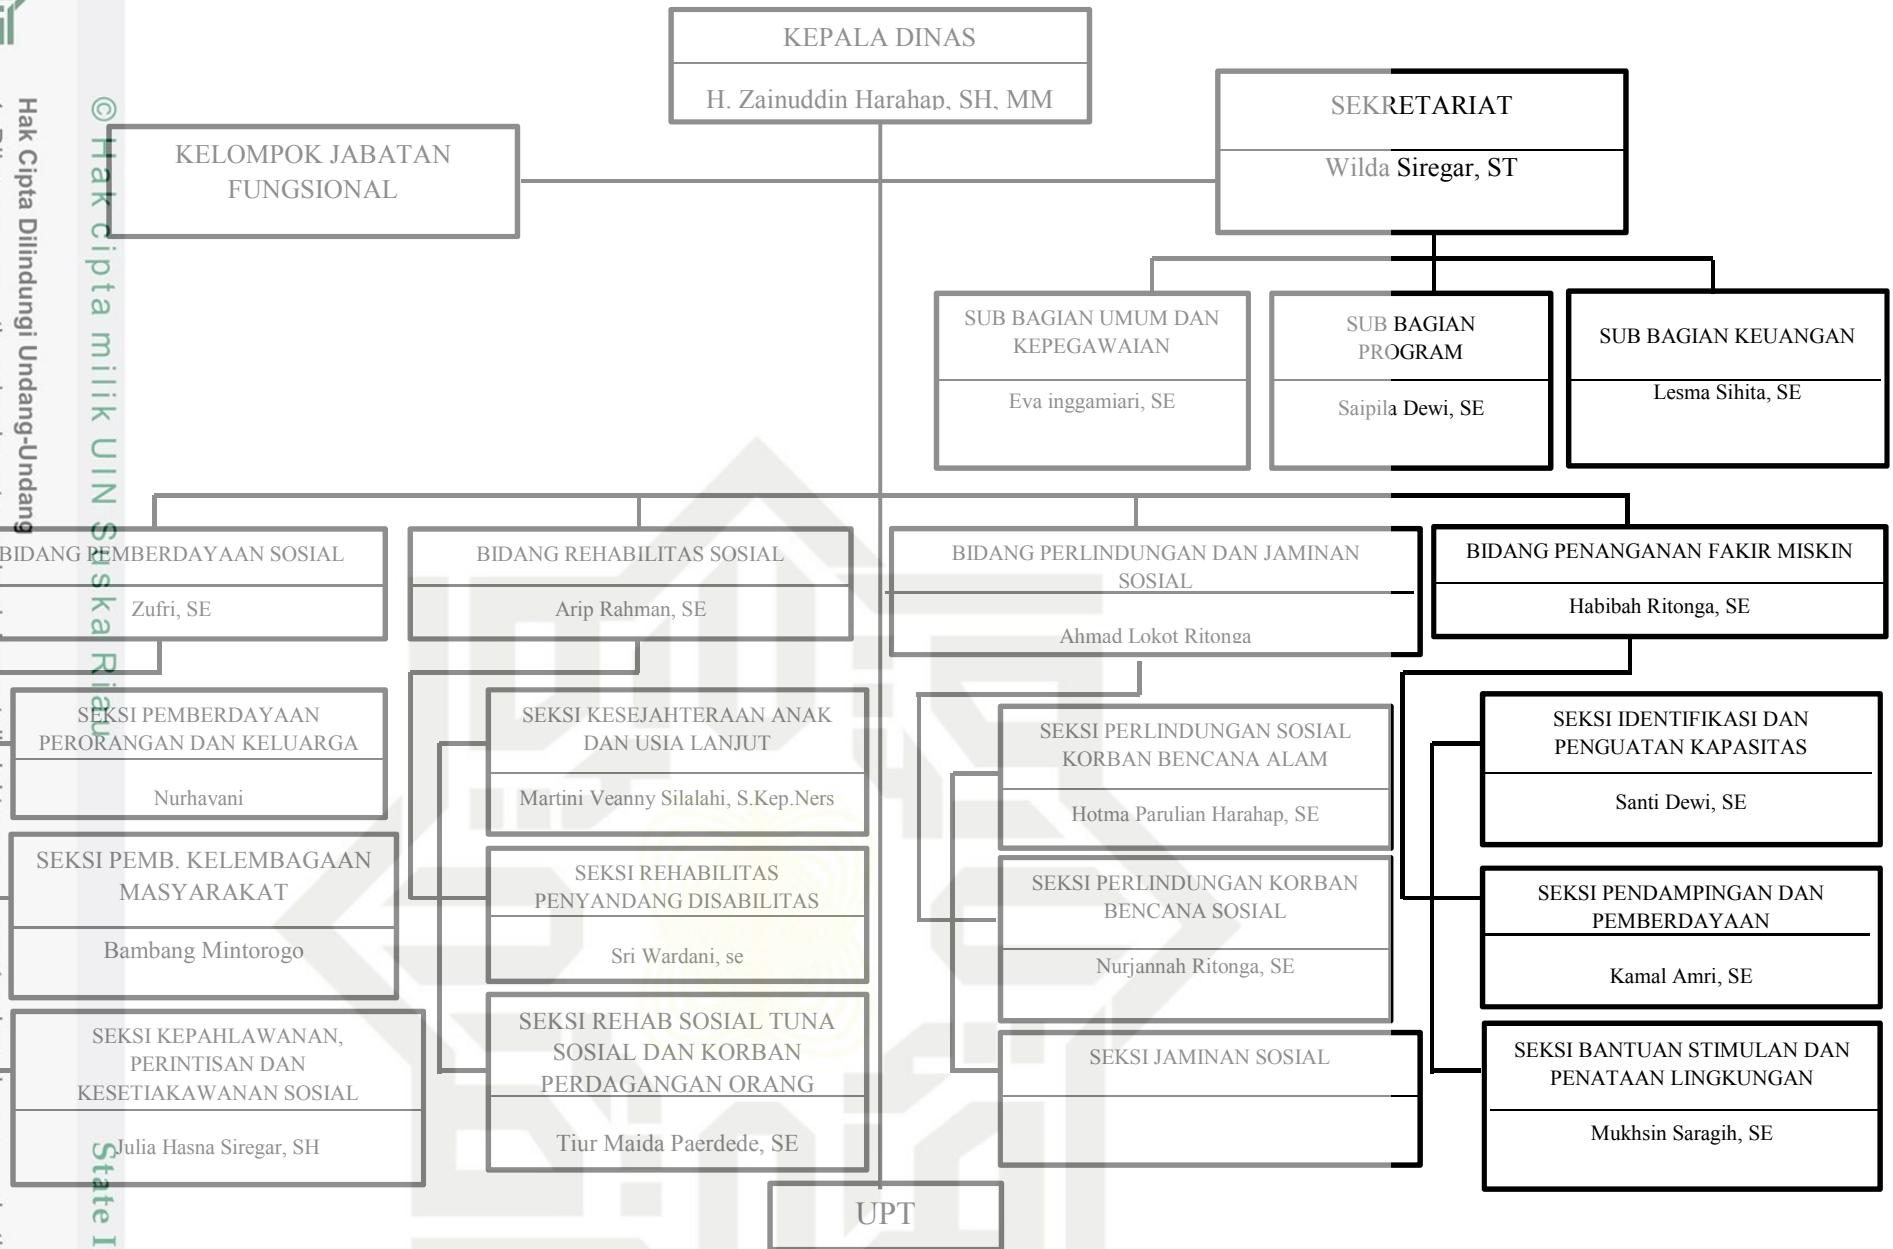 KEPALA DINAS
H. Zainuddin Harahap, SH, MM
SEKRETARIAT
Wilda Siregar, ST
KELOMPOK JABATAN
FUNGSIONAL
SUB BAGIAN UMUM DAN
KEPEGAWAIAN
Eva inggamiari, SE
SUB BAGIAN
PROGRAM
Saipila Dewi, SE
SUB BAGIAN KEUANGAN
Lesma Sihita, SE
BIDANG PEMBERDAYAAN SOSIAL
Zufri, SE
BIDANG REHABILITAS SOSIAL
Arip Rahman, SE
BIDANG PERLINDUNGAN DAN JAMINAN
SOSIAL
Ahmad Lokot Ritonga
BIDANG PENANGANAN FAKIR MISKIN
Habibah Ritonga, SE
SEKSI PEMBERDAYAAN
PERORANGAN DAN KELUARGA
Nurhayani
SEKSI PEMB. KELEMBAGAAN
MASYARAKAT
Bambang Mintorogo
SEKSI KEPAHLAWANAN,
PERINTISAN DAN
KESETIAKAWANAN SOSIAL
Julia Hasna Siregar, SH
SEKSI KESEJAHTERAAN ANAK
DAN USIA LANJUT
Martini Veanny Silalahi, S.Kep.Ners
SEKSI REHABILITAS
PENYANDANG DISABILITAS
Sri Wardani, se
SEKSI REHAB SOSIAL TUNA
SOSIAL DAN KORBAN
PERDAGANGAN ORANG
Tiur Maida Paerdede, SE
SEKSI PERLINDUNGAN SOSIAL
KORBAN BENCANA ALAM
Hotma Parulian Harahap, SE
SEKSI PERLINDUNGAN KORBAN
BENCANA SOSIAL
Nurjannah Ritonga, SE
SEKSI JAMINAN SOSIAL
SEKSI IDENTIFIKASI DAN
PENGUATAN KAPASITAS
Santi Dewi, SE
SEKSI PENDAMPINGAN DAN
PEMBERDAYAAN
Kamal Amri, SE
SEKSI BANTUAN STIMULAN DAN
PENATAAN LINGKUNGAN
Mukhsin Saragih, SE
UPT
© Hak cipta milik UIN Suska Riau
State I
Hak Cipta Dilindungi Undang-Undang